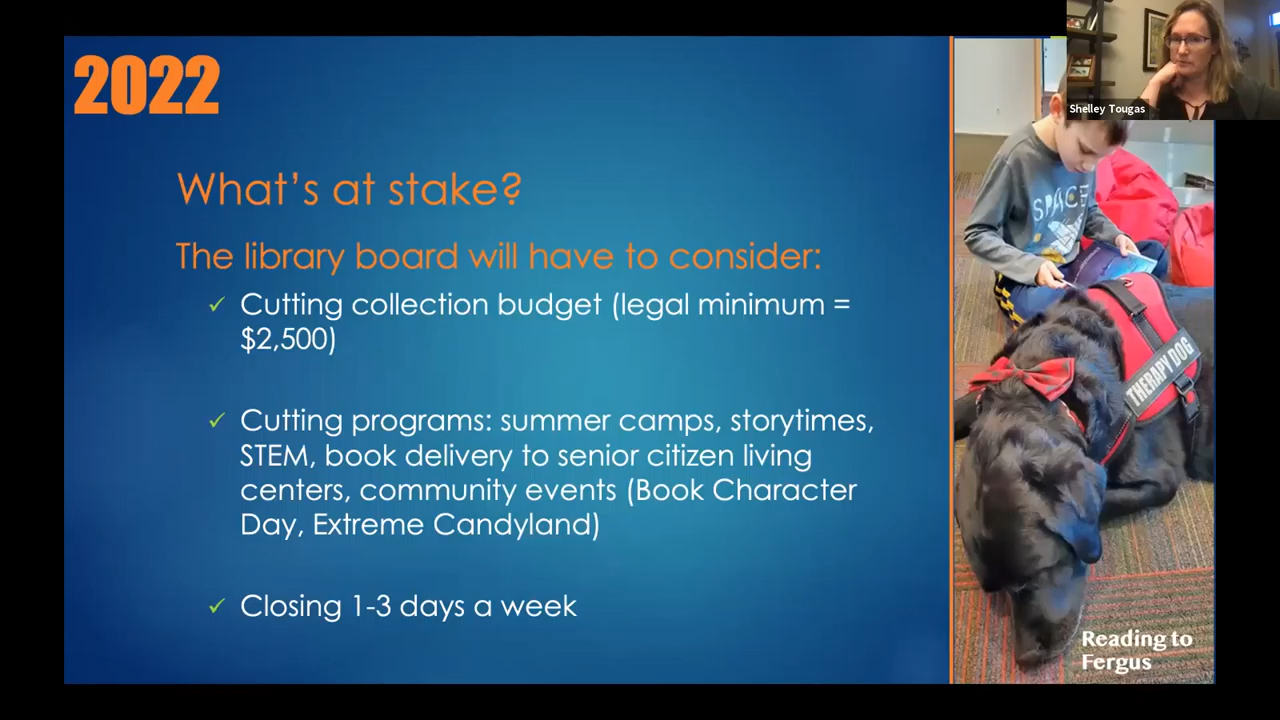 2022
Shelley Tougas
What's at stake?
The library board will have to consider:
✓ Cutting collection budget (legal minimum =
$2,500)
✓ Cutting programs: summer camps, storytimes,
STEM, book delivery to senior citizen living
centers, community events (Book Character
Day, Extreme Candyland)
✓ Closing 1-3 days a week
SPACE
THERAPY DOG
Reading to
Fergus